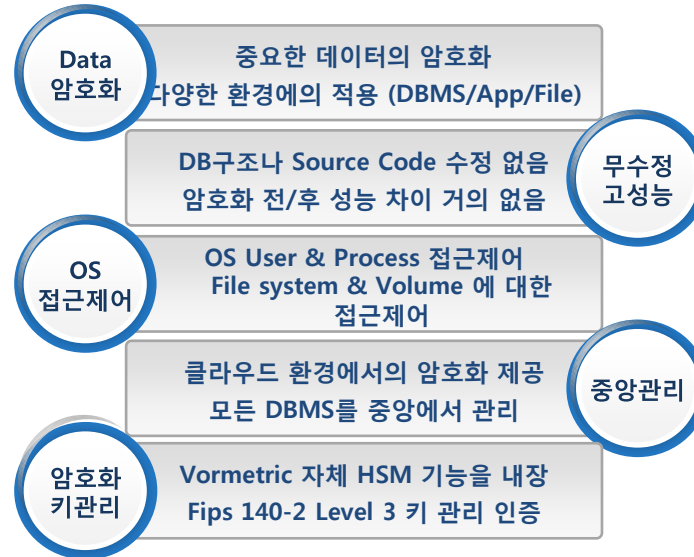 Data
암호화
중요한 데이터의 암호화
다양한 환경에의 적용 (DBMS/App/File)
DB구조나 Source Code 수정 없음
암호화 전/후 성능 차이 거의 없음
무수정
고성능
OS
접근제어
OS User & Process 접근제어
File system & Volume 에 대한
접근제어
클라우드 환경에서의 암호화 제공
모든 DBMS를 중앙에서 관리
중앙관리
암호화
키관리
Vormetric 자체 HSM 기능을 내장
Fips 140-2 Level 3 키 관리 인증